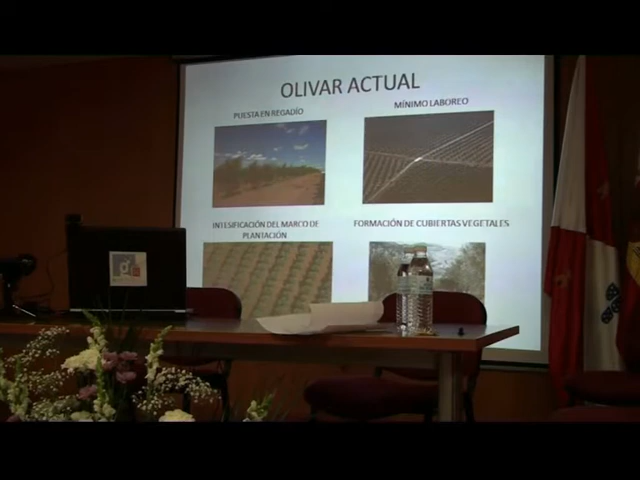 OLIVAR ACTUAL
PUESTA EN REGADÍO
MÍNIMO LABOREO
INTESIFICACIÓN DEL MARCO DE
PLANTACIÓN
FORMACIÓN DE CUBIERTAS VEGETALES